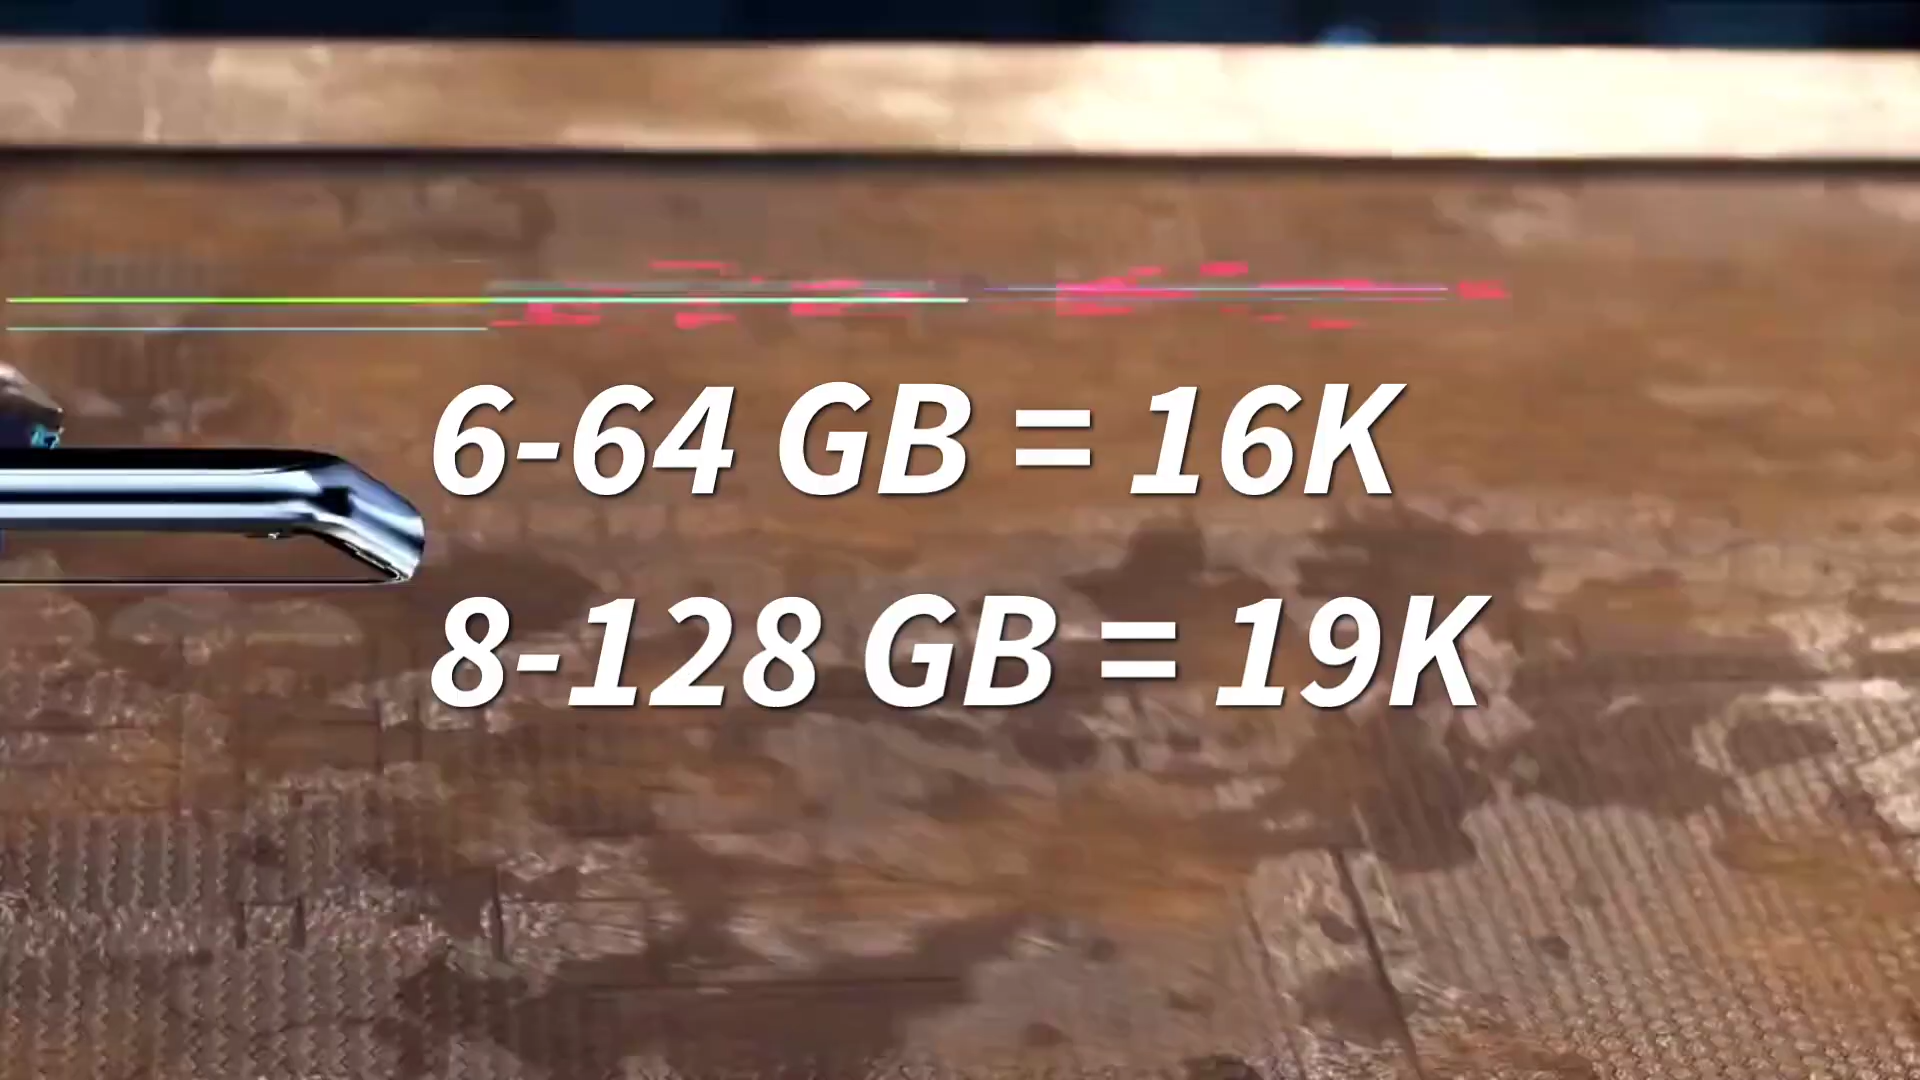 6-64 GB = 16K
8-128 GB = 19K